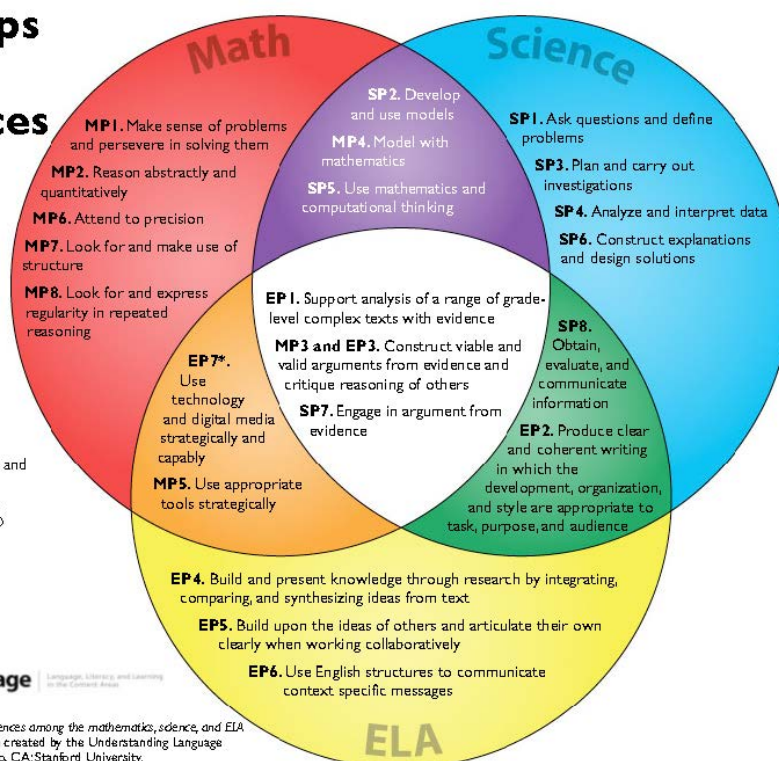 ps
ces
Math
MP1. Make sense of problems
and persevere in solving them
MP2. Reason abstractly and
quantitatively
MP6. Attend to precision
MP7. Look for and make use of
structure
MP8. Look for and express
regularity in repeated
reasoning
SP2. Develop
and use models
MP4. Model with
mathematics
SP5. Use mathematics and
computational thinking
Science
SP1. Ask questions and define
problems
SP3. Plan and carry out
investigations
SP4. Analyze and interpret data
SP6. Construct explanations
and design solutions
EP1. Support analysis of a range of grade-
level complex texts with evidence
MP3 and EP3. Construct viable and
valid arguments from evidence and
critique reasoning of others
SP7. Engage in argument from
evidence
EP7*.
Use
technology
and digital media
strategically and
capably
MP5. Use appropriate
tools strategically
SP8.
Obtain,
evaluate, and
communicate
information
EP2. Produce clear
and coherent writing
in which the
development, organization,
and style are appropriate to
task, purpose, and audience
and
EP4. Build and present knowledge through research by integrating,
comparing, and synthesizing ideas from text
EP5. Build upon the ideas of others and articulate their own
clearly when working collaboratively
EP6. Use English structures to communicate
context specific messages
ELA
age
Language, Literacy, and Learning
in the Content Areas
ences among the mathematics, science, and ELA
created by the Understanding Language
o, CA: Stanford University.